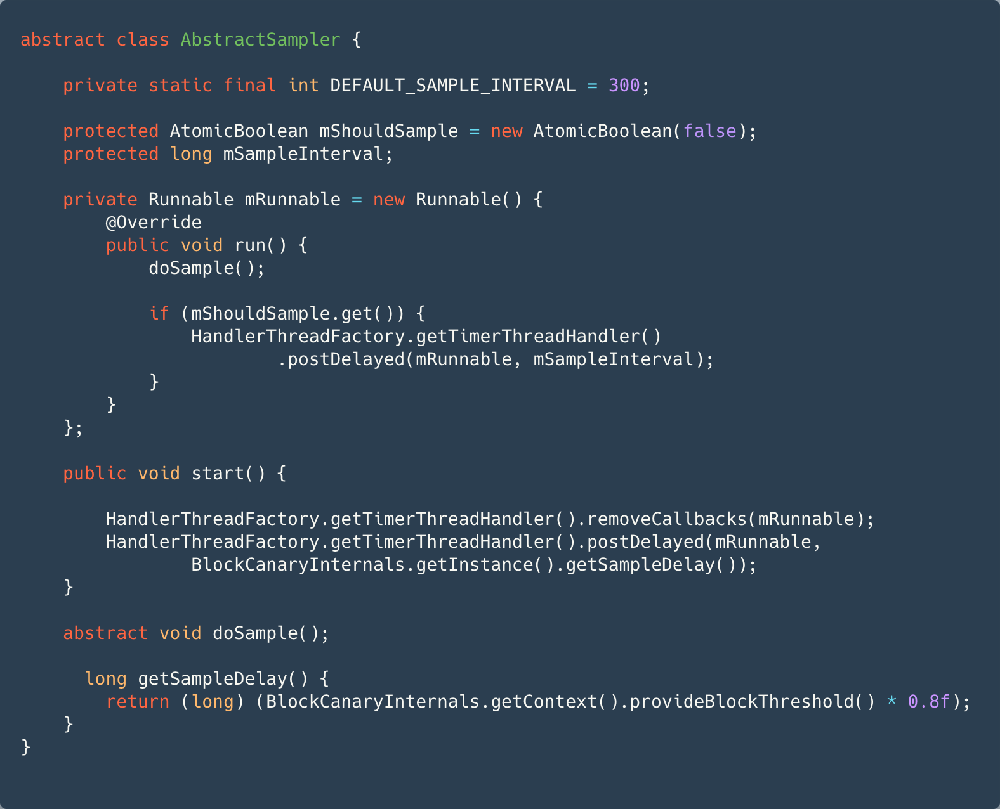 abstract class AbstractSampler {

    private static final int DEFAULT_SAMPLE_INTERVAL = 300;

    protected AtomicBoolean mShouldSample = new AtomicBoolean(false);
    protected long mSampleInterval;

    private Runnable mRunnable = new Runnable() {
        @Override
        public void run() {
            doSample();

            if (mShouldSample.get()) {
                HandlerThreadFactory.getTimerThreadHandler()
                        .postDelayed(mRunnable, mSampleInterval);
            }
        }
    };

    public void start() {

        HandlerThreadFactory.getTimerThreadHandler().removeCallbacks(mRunnable);
        HandlerThreadFactory.getTimerThreadHandler().postDelayed(mRunnable,
                BlockCanaryInternals.getInstance().getSampleDelay());
    }

    abstract void doSample();

      long getSampleDelay() {
        return (long) (BlockCanaryInternals.getContext().provideBlockThreshold() * 0.8f);
    }
}